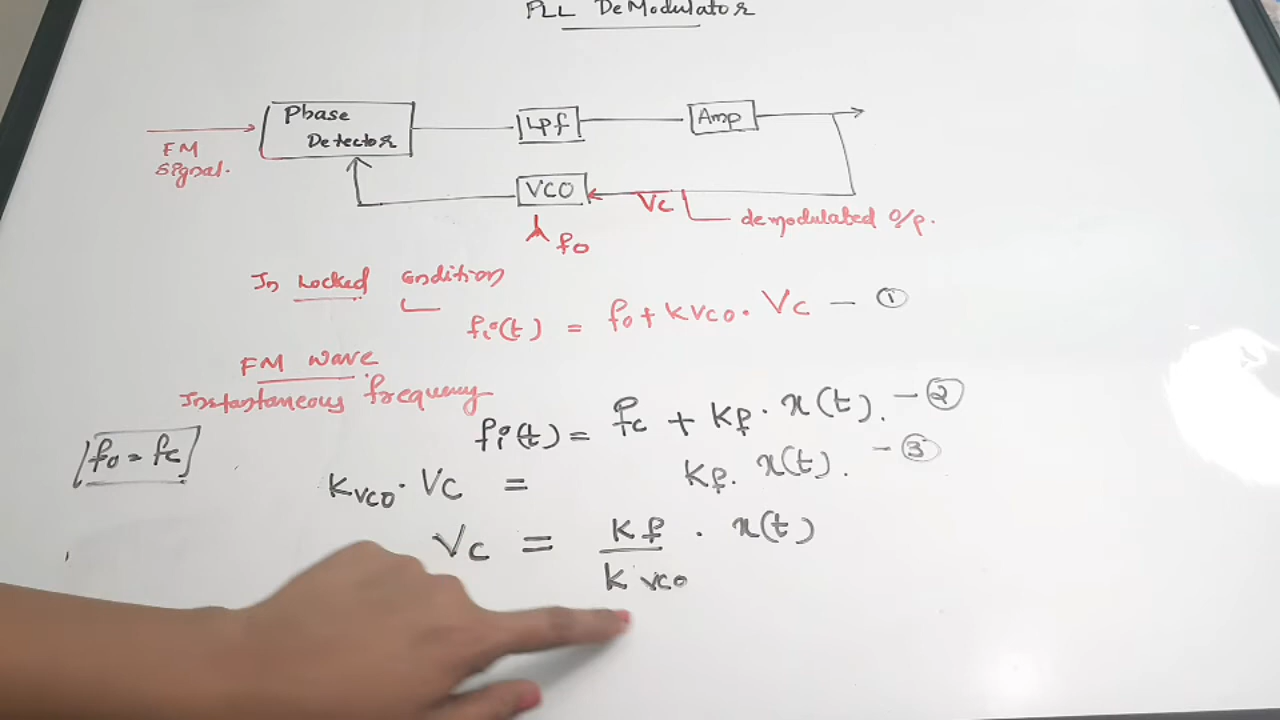 PLL DeModulator
Phase
Detector
Lpf
Amp
FM
signal.
VCO
Vc
demodulated o/p.
fo
In Locked condition
fi(t) = fo + KVCO . Vc - ①
FM wave
Instantaneous frequency
fi(t) = fc + Kf . x(t). - ②
fo = fc
KVCO . Vc = Kf . x(t). - ③
Vc = Kf / KVCO . x(t)